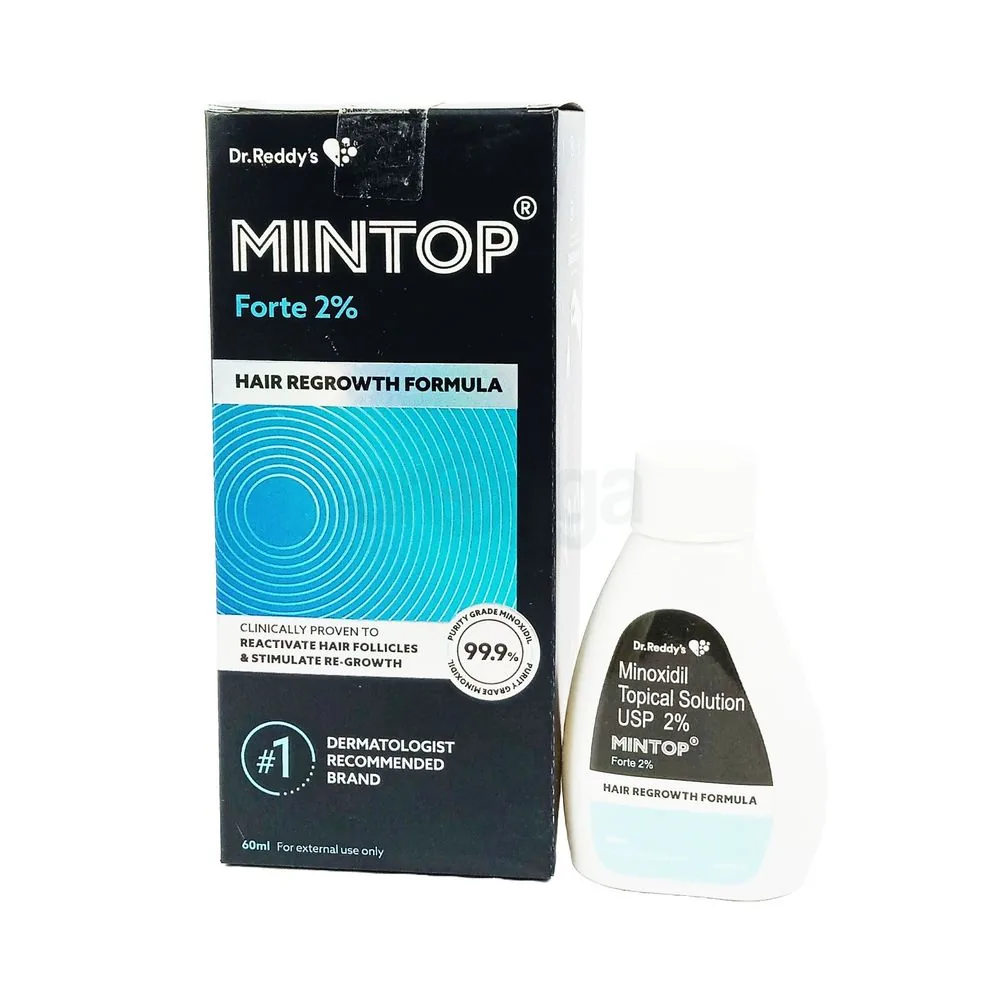 Dr.Reddy's
MINTOP®
Forte 2%
HAIR REGROWTH FORMULA
CLINICALLY PROVEN TO
REACTIVATE HAIR FOLLICLES
& STIMULATE RE-GROWTH
PURITY GRADE MINOXIDIL
99.9%
PURITY GRADE MINOXIDIL
#1
DERMATOLOGIST
RECOMMENDED
BRAND
60ml For external use only
Dr.Reddy's
Minoxidil
Topical Solution
USP 2%
MINTOP®
Forte 2%
HAIR REGROWTH FORMULA